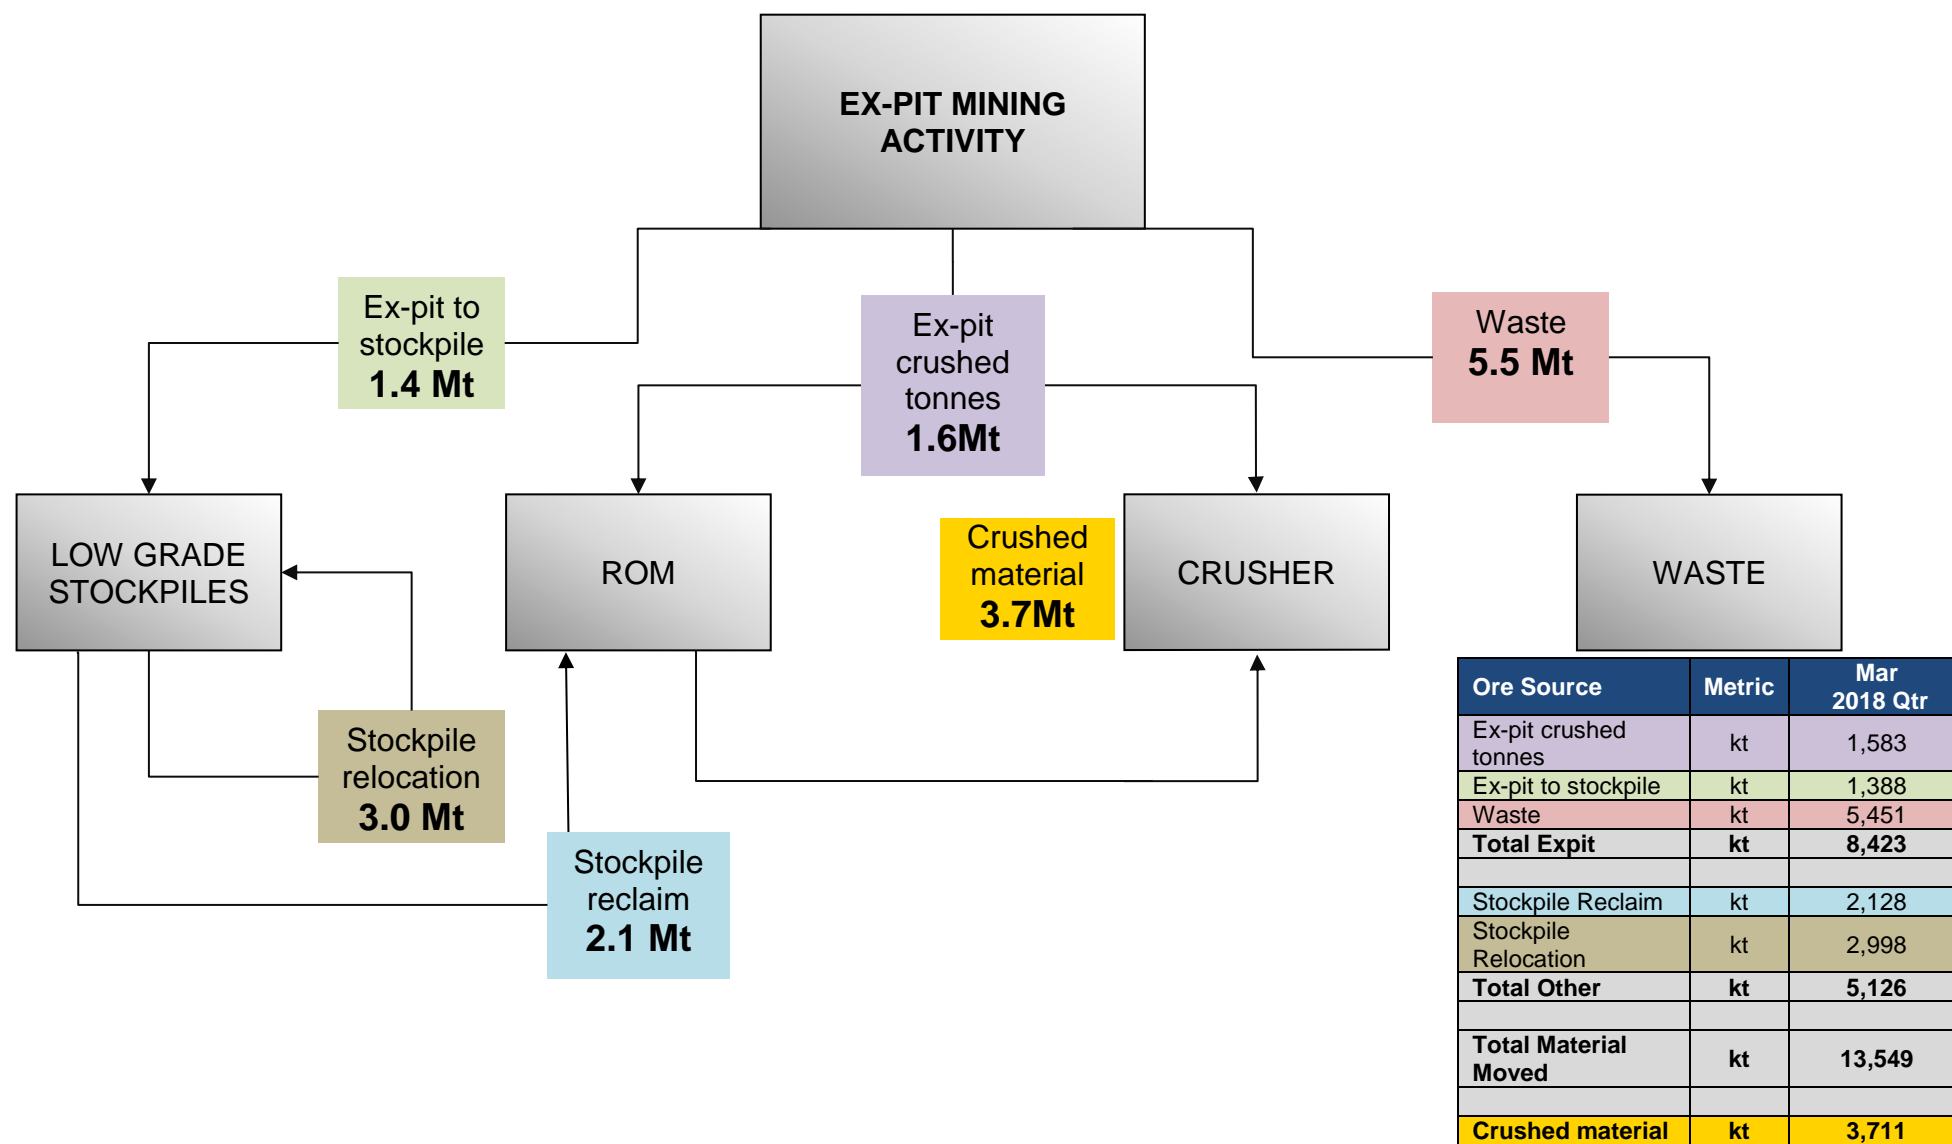 EX-PIT MINING
ACTIVITY
Ex-pit to
stockpile
1.4 Mt
Ex-pit
crushed
tonnes
1.6Mt
Waste
5.5 Mt
LOW GRADE
STOCKPILES
ROM
Crushed
material
3.7Mt
CRUSHER
WASTE
Stockpile
relocation
3.0 Mt
Stockpile
reclaim
2.1 Mt
Ore Source Metric Mar
2018 Qtr
Ex-pit crushed
tonnes kt 1,583
Ex-pit to stockpile kt 1,388
Waste kt 5,451
Total Expit kt 8,423
Stockpile Reclaim kt 2,128
Stockpile
Relocation kt 2,998
Total Other kt 5,126
Total Material
Moved kt 13,549
Crushed material kt 3,711